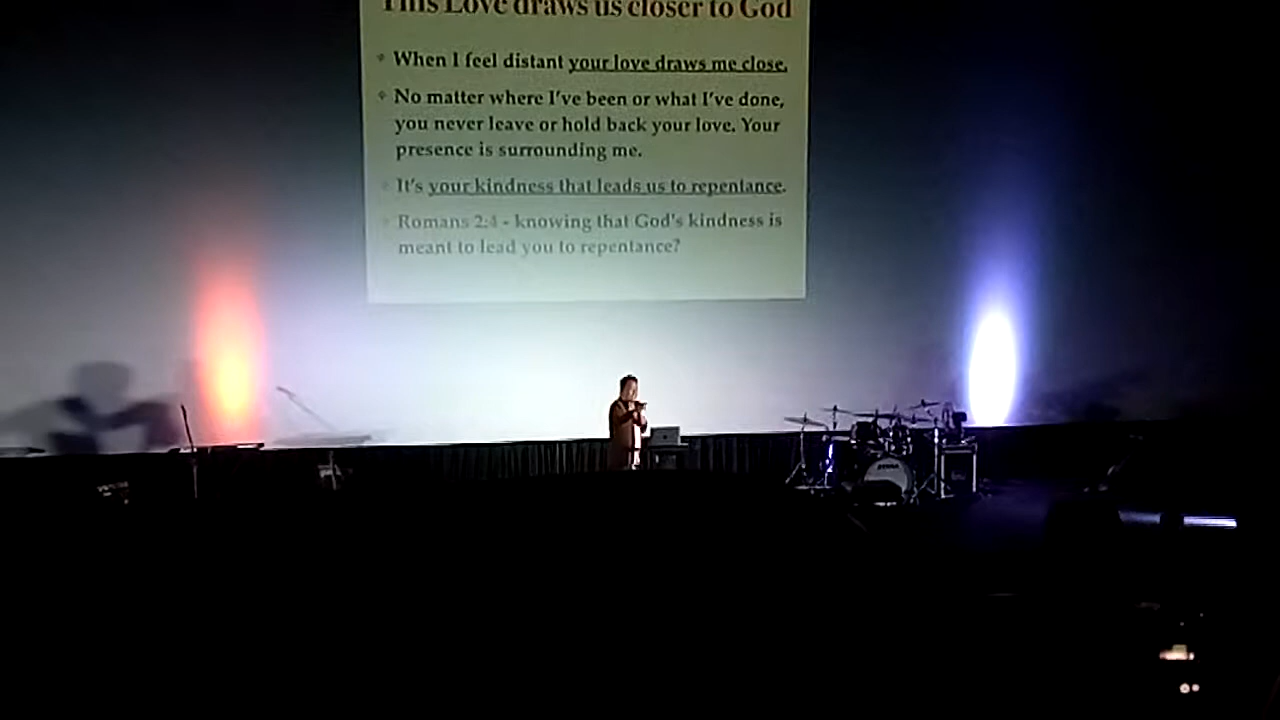 This Love draws us closer to God
When I feel distant your love draws me close.
No matter where I've been or what I've done,
you never leave or hold back your love. Your
presence is surrounding me.
It's your kindness that leads us to repentance.
Romans 2:4 - knowing that God's kindness is
meant to lead you to repentance?